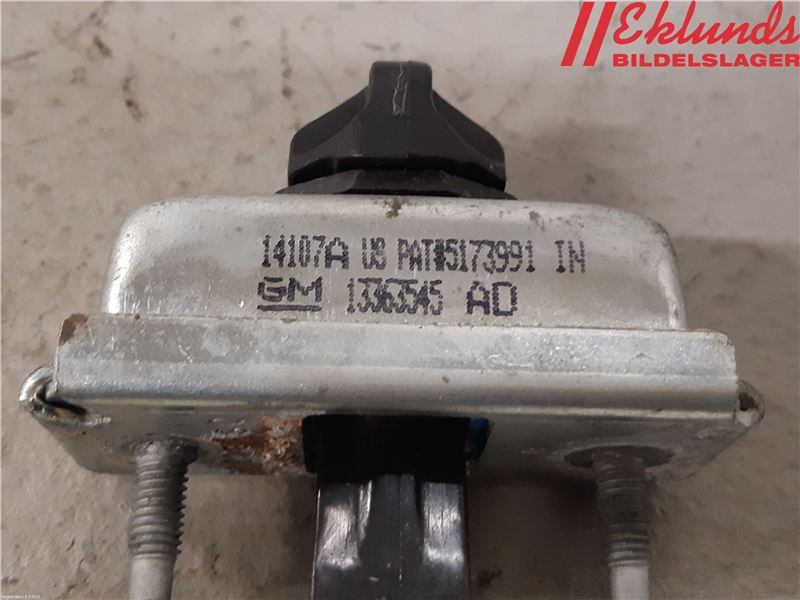 Eklunds
BILDELSLAGER
14107A US PAT#5173991 IN
GM 13363545 AD